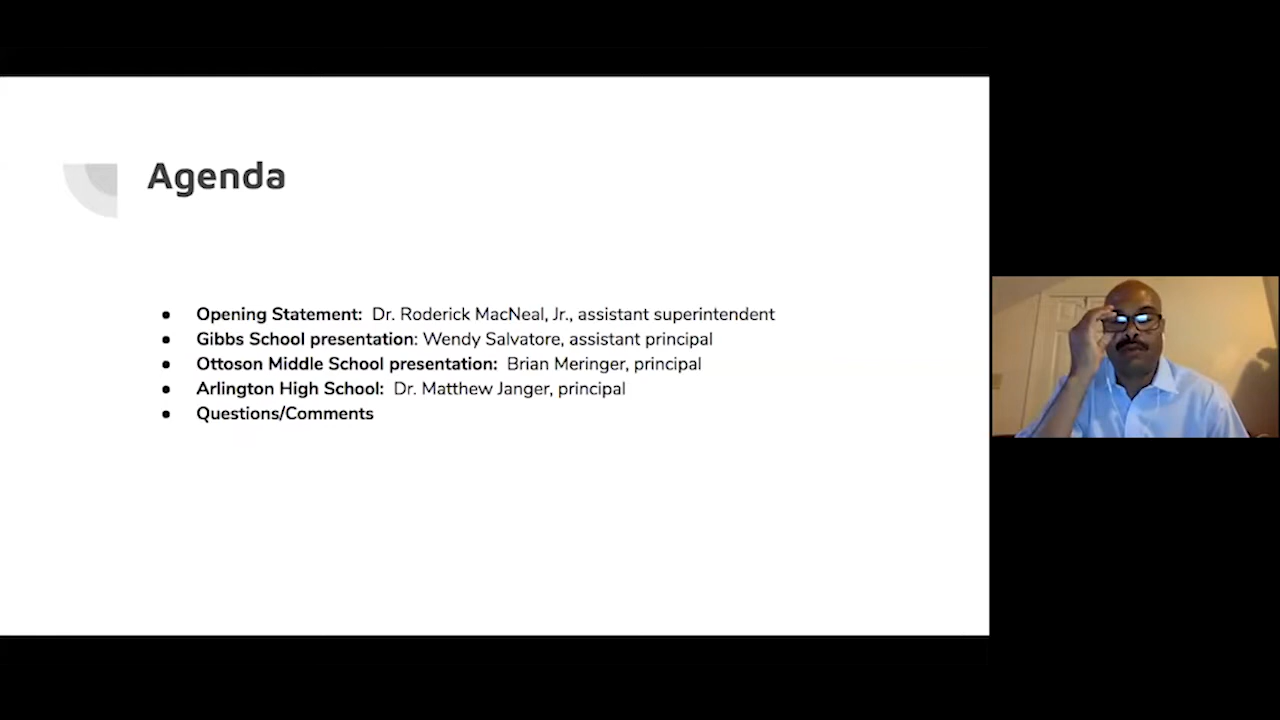 Agenda
● Opening Statement: Dr. Roderick MacNeal, Jr., assistant superintendent
● Gibbs School presentation: Wendy Salvatore, assistant principal
● Ottoson Middle School presentation: Brian Meringer, principal
● Arlington High School: Dr. Matthew Janger, principal
● Questions/Comments